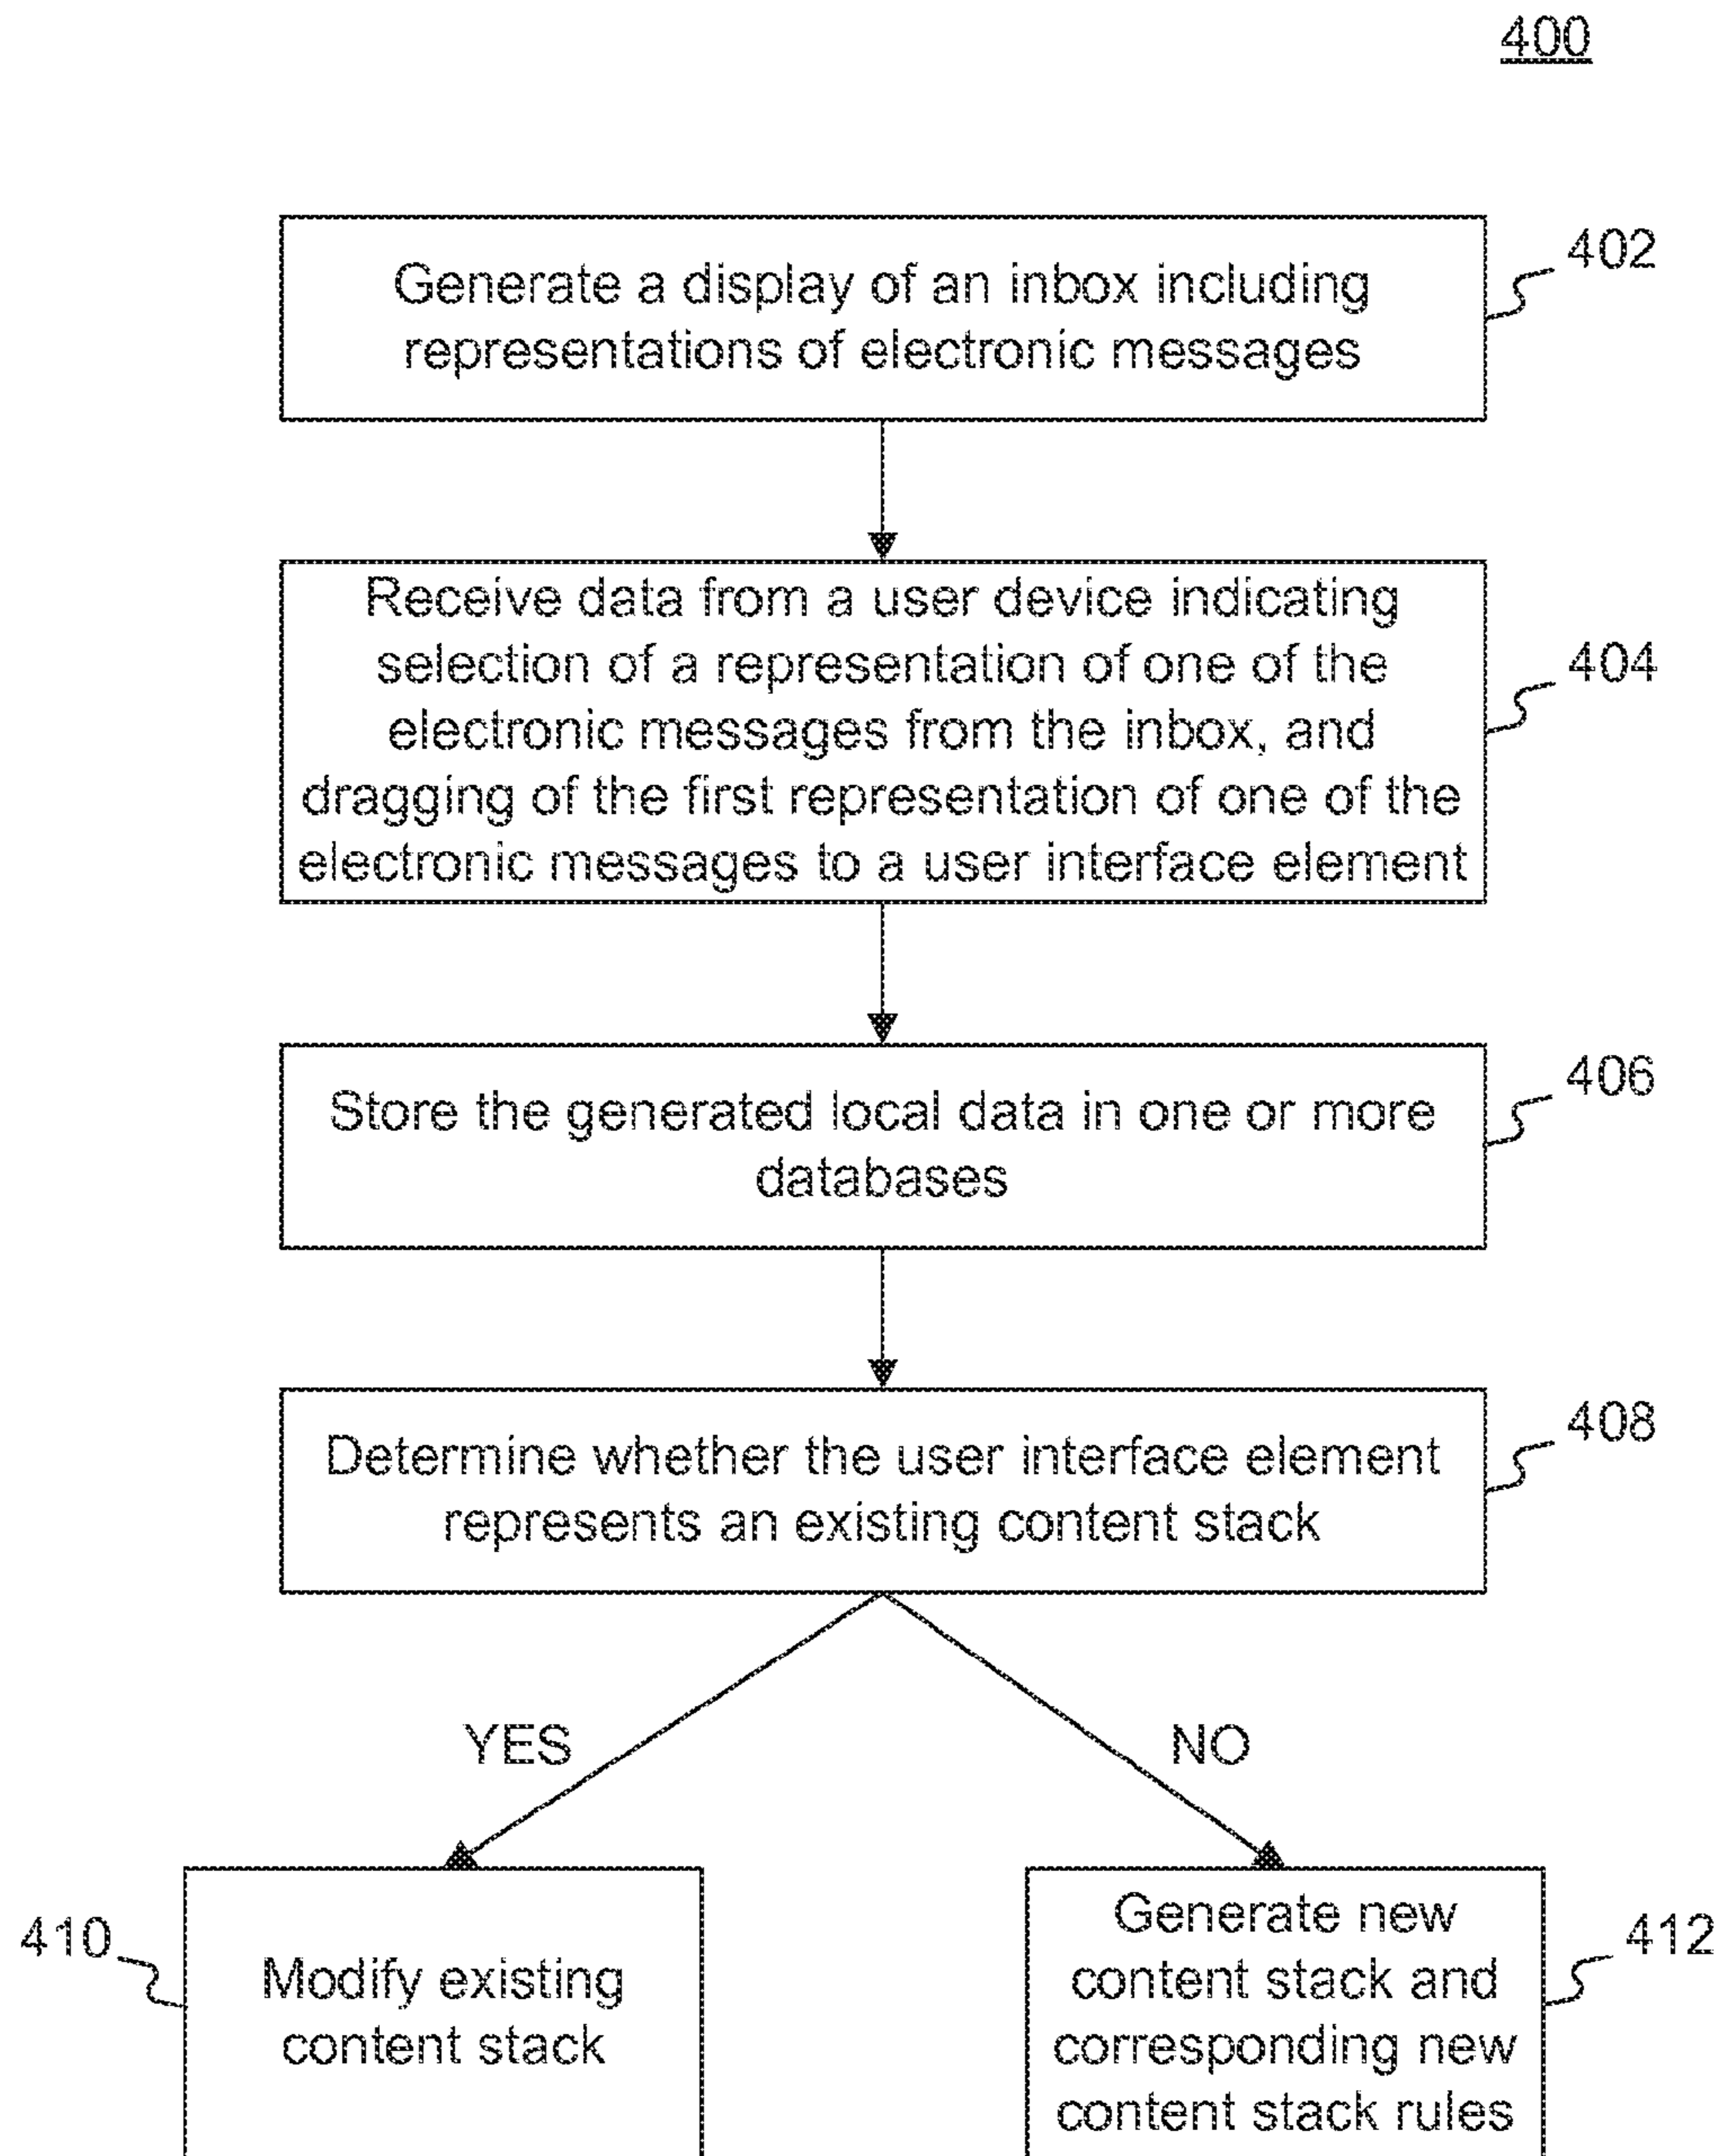 400
Generate a display of an inbox including
representations of electronic messages
402
Receive data from a user device indicating
selection of a representation of one of the
electronic messages from the inbox, and
dragging of the first representation of one of the
electronic messages to a user interface element
404
Store the generated local data in one or more
databases
406
Determine whether the user interface element
represents an existing content stack
408
YES
NO
410
Modify existing
content stack
Generate new
content stack and
corresponding new
content stack rules
412